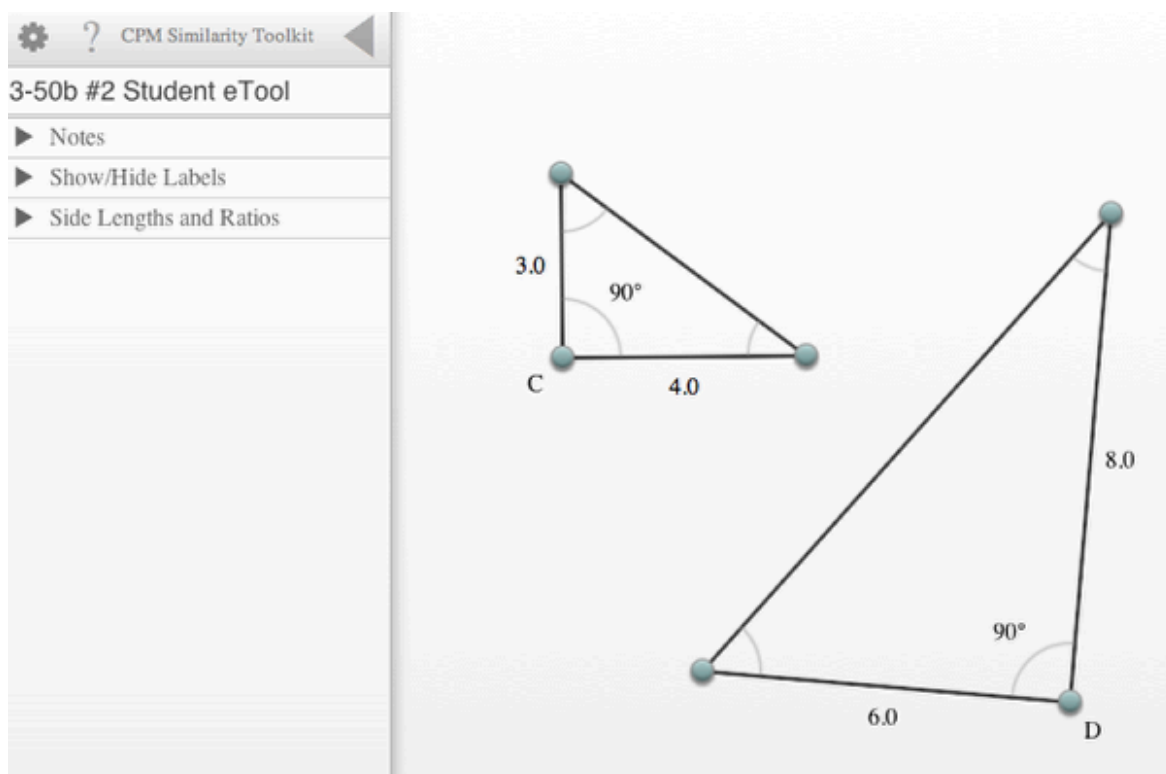 ? CPM Similarity Toolkit
3-50b #2 Student eTool
Notes
Show/Hide Labels
Side Lengths and Ratios
3.0
90°
C
4.0
8.0
90°
6.0
D